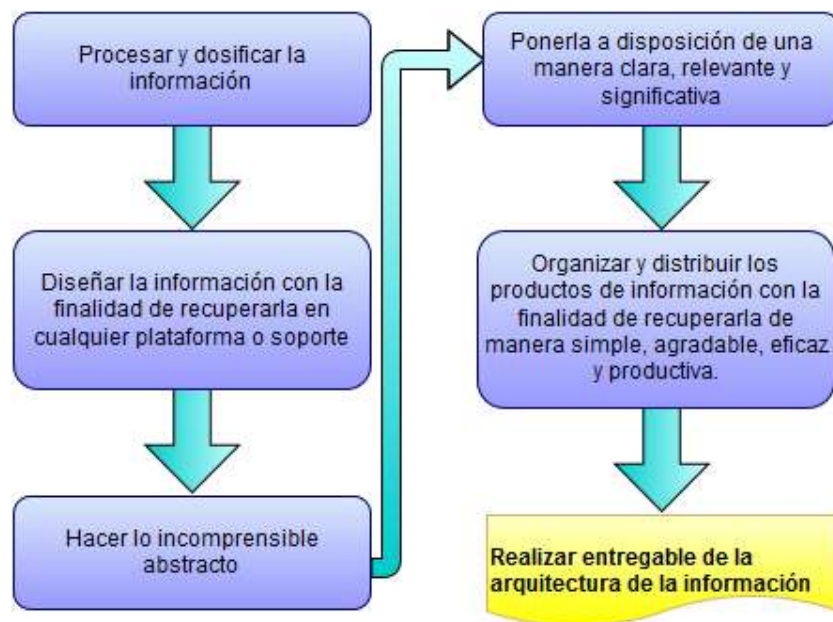 Procesar y dosificar la
información
Diseñar la información con la
finalidad de recuperarla en
cualquier plataforma o soporte
Hacer lo incomprensible
abstracto
Ponerla a disposición de una
manera clara, relevante y
significativa
Organizar y distribuir los
productos de información con la
finalidad de recuperarla de
manera simple, agradable, eficaz
y productiva.
Realizar entregable de la
arquitectura de la información